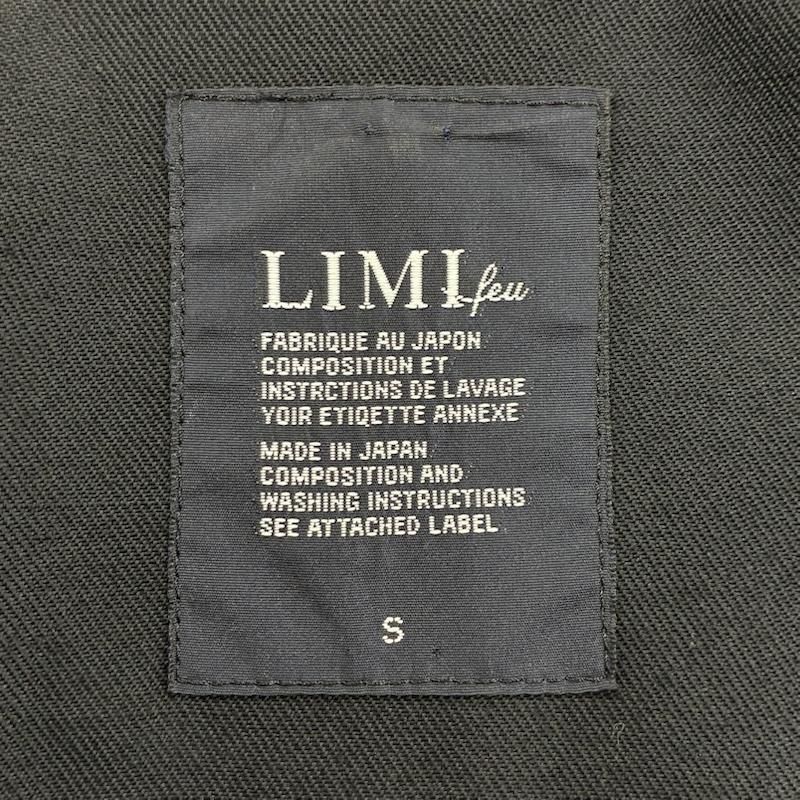 LIMI feu
FABRIQUE AU JAPON
COMPOSITION ET
INSTRCTIONS DE LAVAGE
YOIR ETIQETTE ANNEXE
MADE IN JAPAN
COMPOSITION AND
WASHING INSTRUCTIONS
SEE ATTACHED LABEL
S